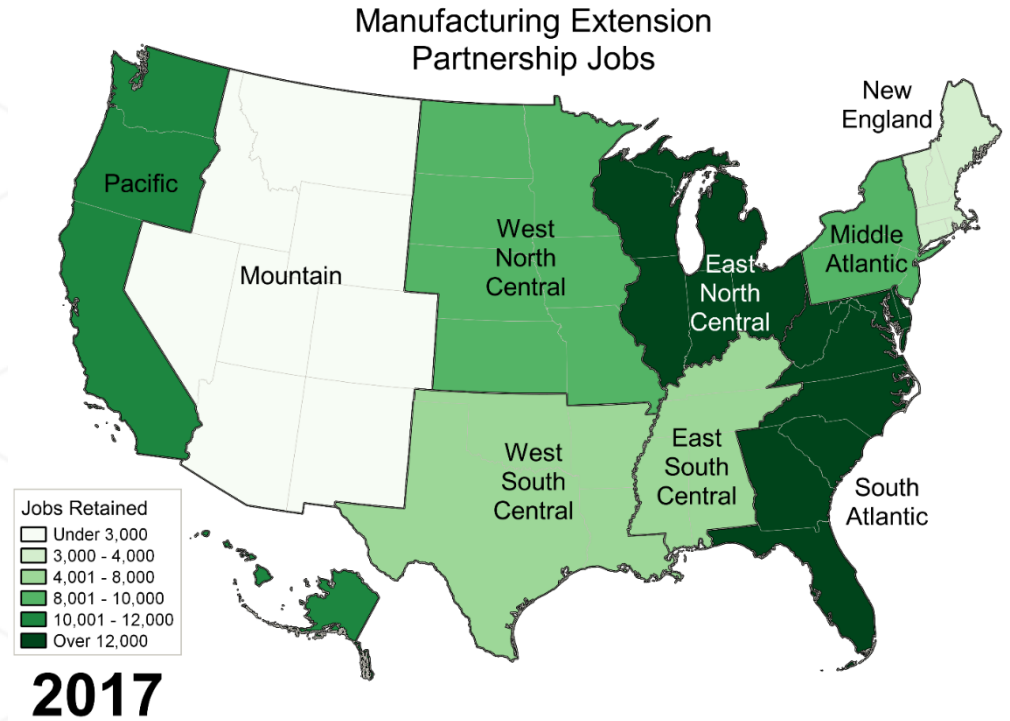 Manufacturing Extension
Partnership Jobs
New
England
Pacific
West
North
Central
Middle
Atlantic
Mountain
East
North
Central
West
South
Central
East
South
Central
South
Atlantic
Jobs Retained
Under 3,000
3,000 - 4,000
4,001 - 8,000
8,001 - 10,000
10,001 - 12,000
Over 12,000
2017